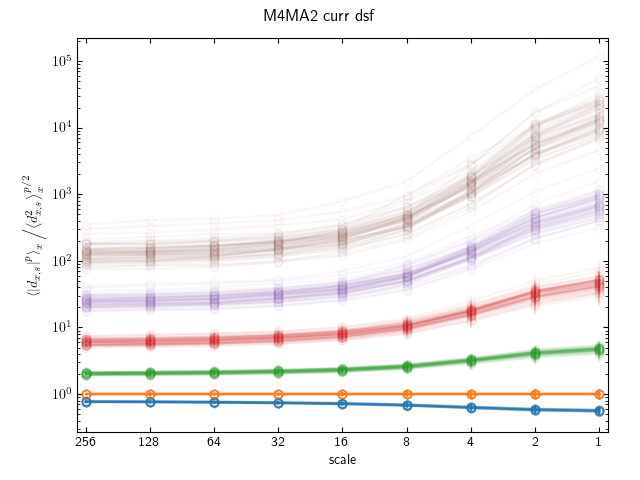 M4MA2 curr dsf
⟨|d_{x,s}|^p⟩_x / ⟨d_{x,s}^2⟩_x^{p/2}
10^5
10^4
10^3
10^2
10^1
10^0
256 128 64 32 16 8 4 2 1
scale